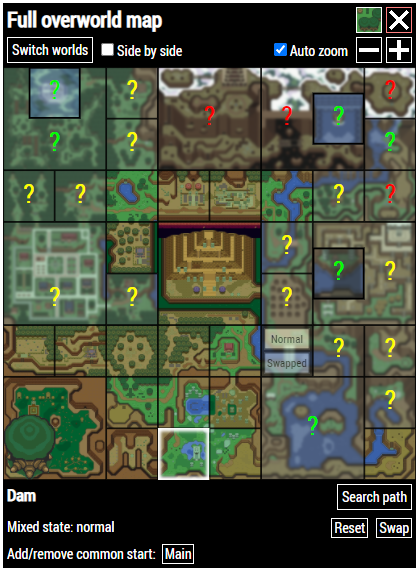 Full overworld map
Switch worlds Side by side Auto zoom
? ? ?
? ? ?
? ? ?
? ? ? ?
?
? ?
? ? ?
Normal
? ?
Swapped
?
?
Dam
Search path
Mixed state: normal
Reset Swap
Add/remove common start: Main